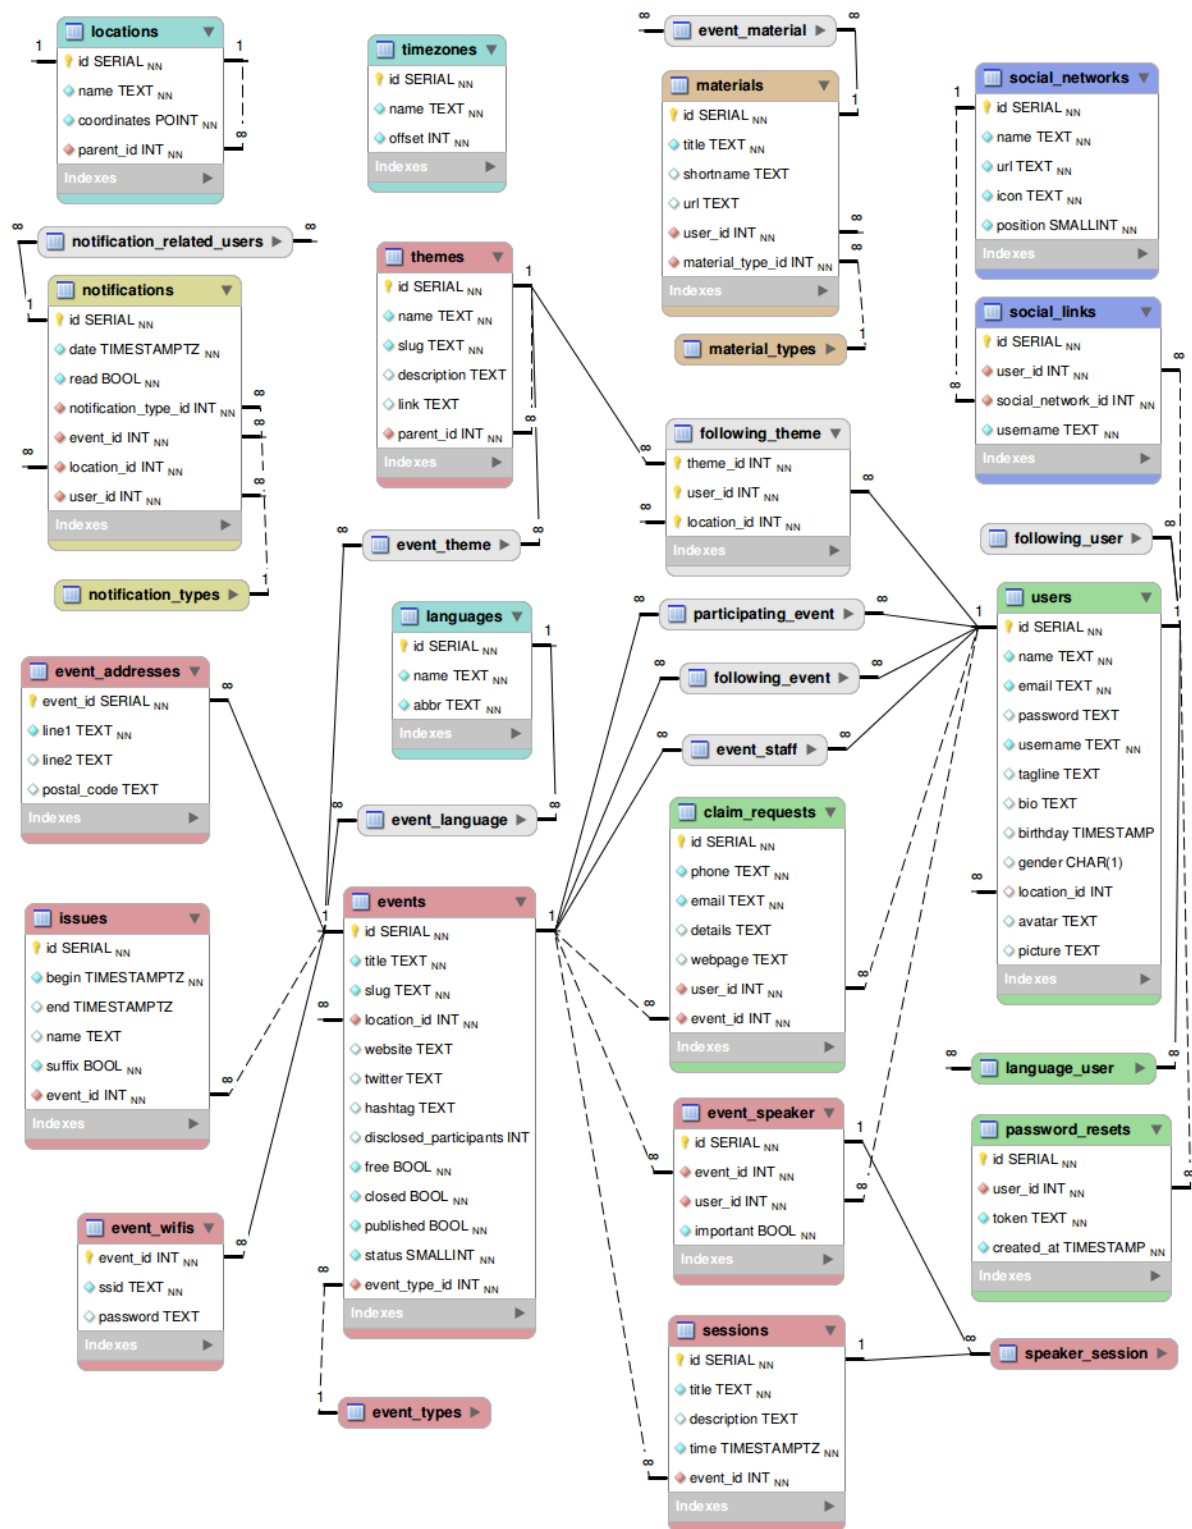 locations
id SERIAL NN
name TEXT NN
coordinates POINT NN
parent_id INT NN
Indexes
1
1
∞
timezones
id SERIAL NN
name TEXT NN
offset INT NN
Indexes
∞
event_material
∞
materials
id SERIAL NN
title TEXT NN
shortname TEXT
url TEXT
user_id INT NN
material_type_id INT NN
Indexes
1
∞
∞
material_types
1
social_networks
id SERIAL NN
name TEXT NN
url TEXT NN
icon TEXT NN
position SMALLINT NN
Indexes
1
social_links
id SERIAL NN
user_id INT NN
social_network_id INT NN
username TEXT NN
Indexes
∞
∞
∞
notification_related_users
∞
notifications
id SERIAL NN
date TIMESTAMPTZ NN
read BOOL NN
notification_type_id INT NN
event_id INT NN
location_id INT NN
user_id INT NN
Indexes
1
∞
∞
∞
∞
notification_types
1
themes
id SERIAL NN
name TEXT NN
slug TEXT NN
description TEXT
link TEXT
parent_id INT NN
Indexes
1
∞
∞
event_theme
∞
following_theme
theme_id INT NN
user_id INT NN
location_id INT NN
Indexes
∞
∞
∞
following_user
∞
languages
id SERIAL NN
name TEXT NN
abbr TEXT NN
Indexes
1
∞
event_language
∞
∞
participating_event
∞
∞
following_event
∞
∞
event_staff
∞
users
id SERIAL NN
name TEXT NN
email TEXT NN
password TEXT
username TEXT NN
tagline TEXT
bio TEXT
birthday TIMESTAMP
gender CHAR(1)
location_id INT
avatar TEXT
picture TEXT
Indexes
1
1
∞
event_addresses
event_id SERIAL NN
line1 TEXT NN
line2 TEXT
postal_code TEXT
Indexes
∞
issues
id SERIAL NN
begin TIMESTAMPTZ NN
end TIMESTAMPTZ
name TEXT
suffix BOOL NN
event_id INT NN
Indexes
∞
event_wifis
event_id INT NN
ssid TEXT NN
password TEXT
Indexes
∞
events
id SERIAL NN
title TEXT NN
slug TEXT NN
location_id INT NN
website TEXT
twitter TEXT
hashtag TEXT
disclosed_participants INT
free BOOL NN
closed BOOL NN
published BOOL NN
status SMALLINT NN
event_type_id INT NN
Indexes
1
1
∞
∞
1
event_types
claim_requests
id SERIAL NN
phone TEXT NN
email TEXT NN
details TEXT
webpage TEXT
user_id INT NN
event_id INT NN
Indexes
∞
∞
event_speaker
id SERIAL NN
event_id INT NN
user_id INT NN
important BOOL NN
Indexes
1
∞
∞
sessions
id SERIAL NN
title TEXT NN
description TEXT
time TIMESTAMPTZ NN
event_id INT NN
Indexes
1
∞
∞
language_user
∞
password_resets
id SERIAL NN
user_id INT NN
token TEXT NN
created_at TIMESTAMP NN
Indexes
∞
∞
speaker_session